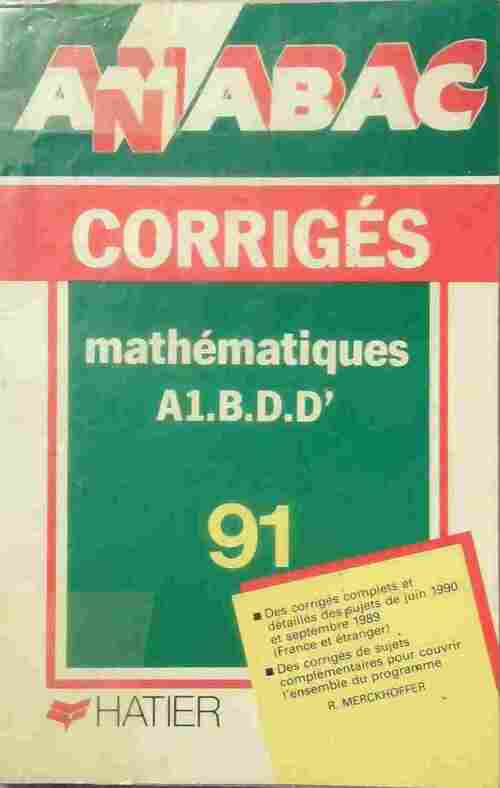 ANNABAC
CORRIGÉS
mathématiques
A1.B.D.D'
91
■ Des corrigés complets et
détaillés des sujets de juin 1990
et septembre 1989
(France et étranger)
■ Des corrigés de sujets
complémentaires pour couvrir
l'ensemble du programme
R. MERCKHOFFER
HATIER